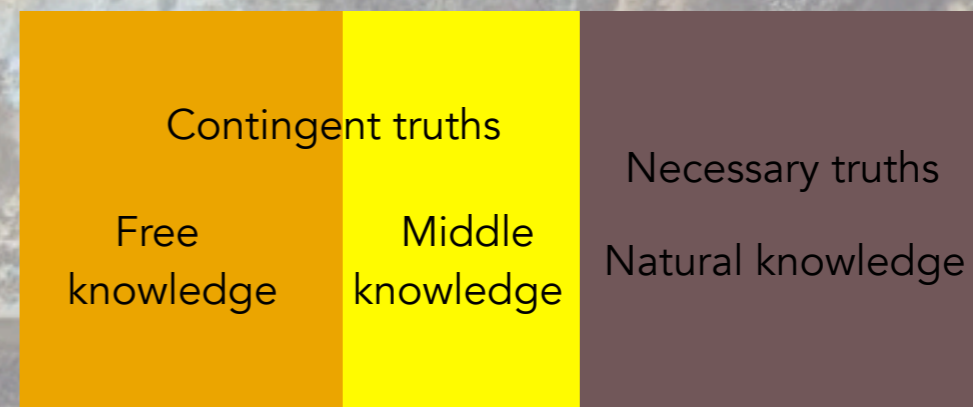 Contingent truths
Free
knowledge
Middle
knowledge
Necessary truths
Natural knowledge